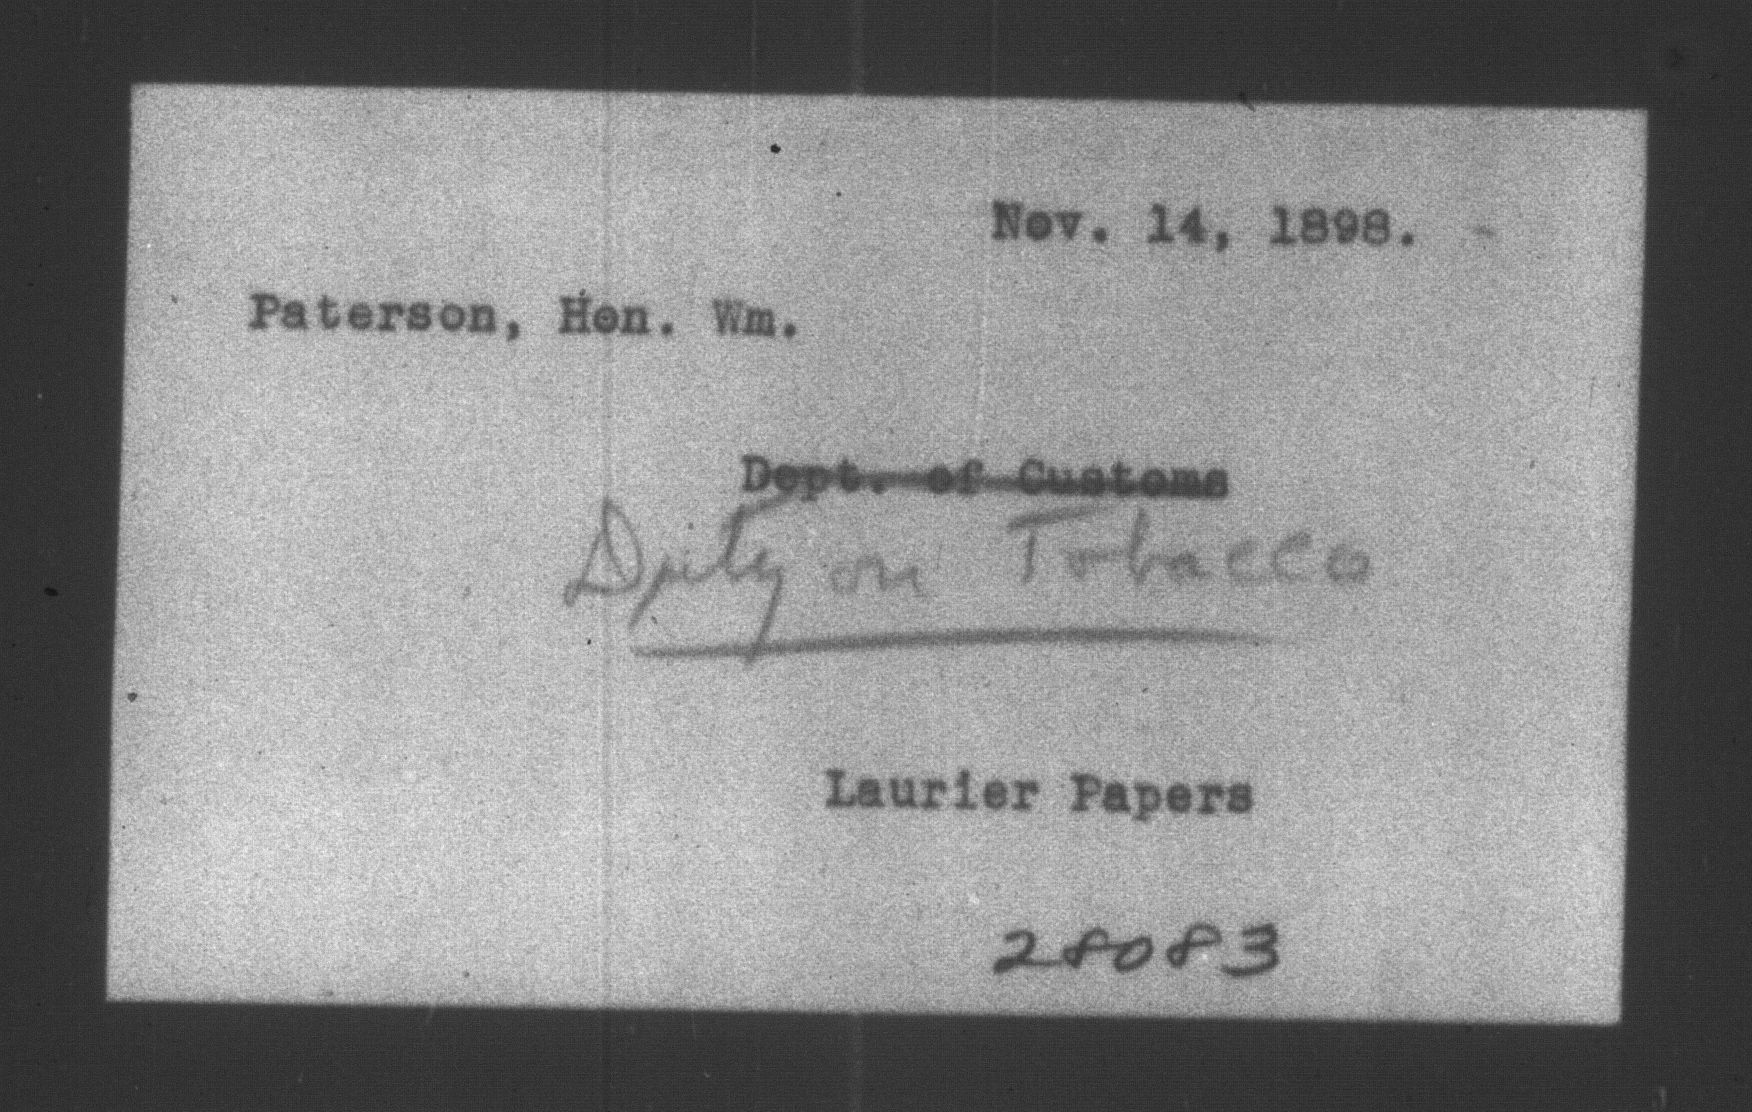 Nov. 14, 1898.
Paterson, Hon. Wm.
Dept. of Customs
Duty on Tobacco
Laurier Papers
28083